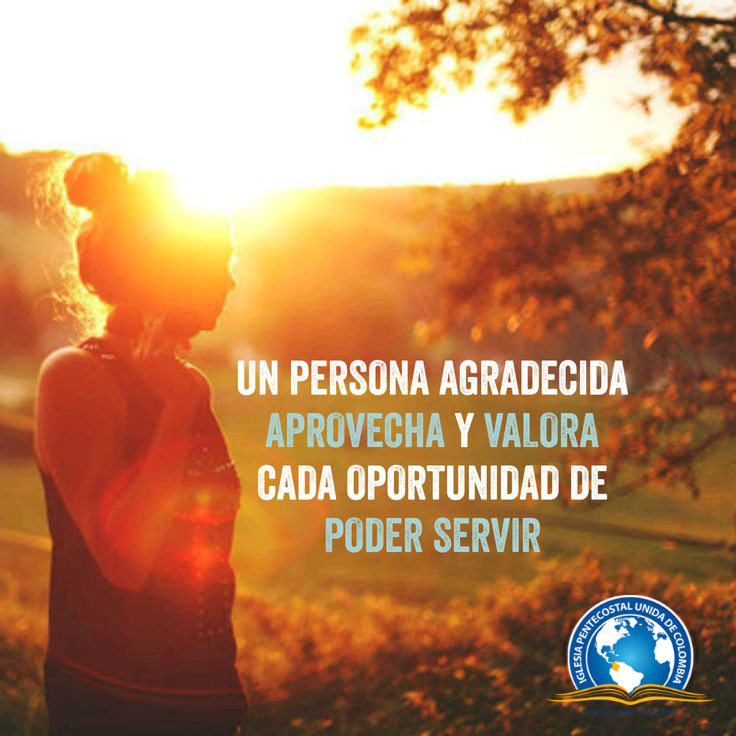 UN PERSONA AGRADECIDA
APROVECHA Y VALORA
CADA OPORTUNIDAD DE
PODER SERVIR
IGLESIA PENTECOSTAL UNIDA DE COLOMBIA